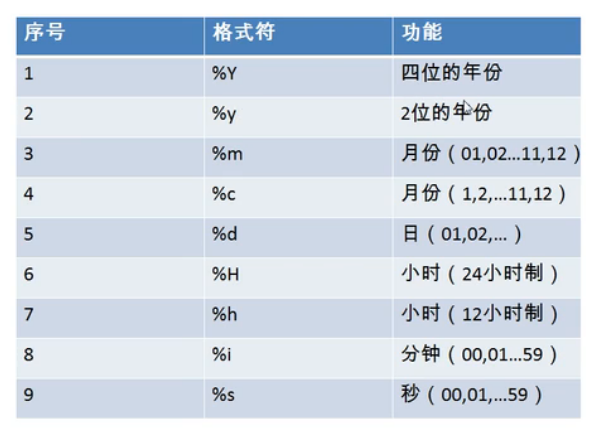 序号 格式符 功能
1 %Y 四位的年份
2 %y 2位的年份
3 %m 月份（01,02...11,12）
4 %c 月份（1,2,...11,12）
5 %d 日（01,02,...）
6 %H 小时（24小时制）
7 %h 小时（12小时制）
8 %i 分钟（00,01...59）
9 %s 秒（00,01,...59）